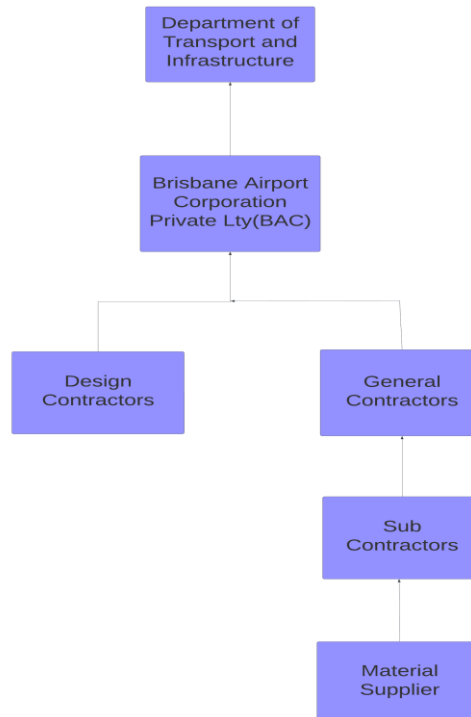 Department of
Transport and
Infrastructure
Brisbane Airport
Corporation
Private Lty(BAC)
Design
Contractors
General
Contractors
Sub
Contractors
Material
Supplier